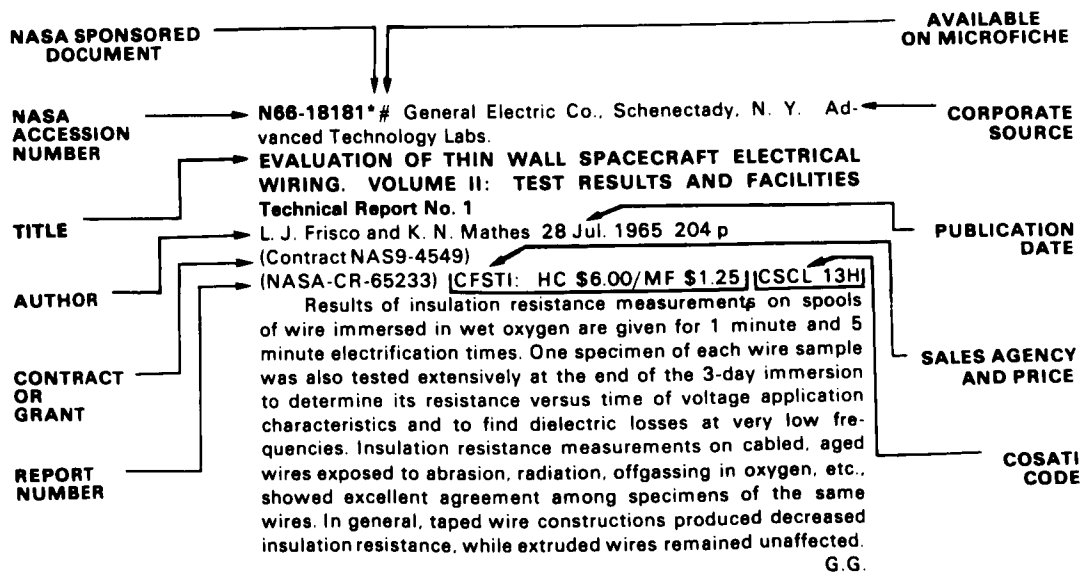 NASA SPONSORED
DOCUMENT
AVAILABLE
ON MICROFICHE
NASA
ACCESSION
NUMBER
N66-18181*# General Electric Co., Schenectady, N. Y. Ad-
vanced Technology Labs.
CORPORATE
SOURCE
EVALUATION OF THIN WALL SPACECRAFT ELECTRICAL
WIRING. VOLUME II: TEST RESULTS AND FACILITIES
Technical Report No. 1
TITLE
L. J. Frisco and K. N. Mathes 28 Jul. 1965 204 p
PUBLICATION
DATE
(Contract NAS9-4549)
AUTHOR
(NASA-CR-65233) CFSTI: HC $6.00/MF $1.25 CSCL 13H
Results of insulation resistance measurements on spools
of wire immersed in wet oxygen are given for 1 minute and 5
minute electrification times. One specimen of each wire sample
was also tested extensively at the end of the 3-day immersion
to determine its resistance versus time of voltage application
characteristics and to find dielectric losses at very low fre-
quencies. Insulation resistance measurements on cabled, aged
wires exposed to abrasion, radiation, offgassing in oxygen, etc.,
showed excellent agreement among specimens of the same
wires. In general, taped wire constructions produced decreased
insulation resistance, while extruded wires remained unaffected.
G.G.
SALES AGENCY
AND PRICE
CONTRACT
OR
GRANT
COSATI
CODE
REPORT
NUMBER